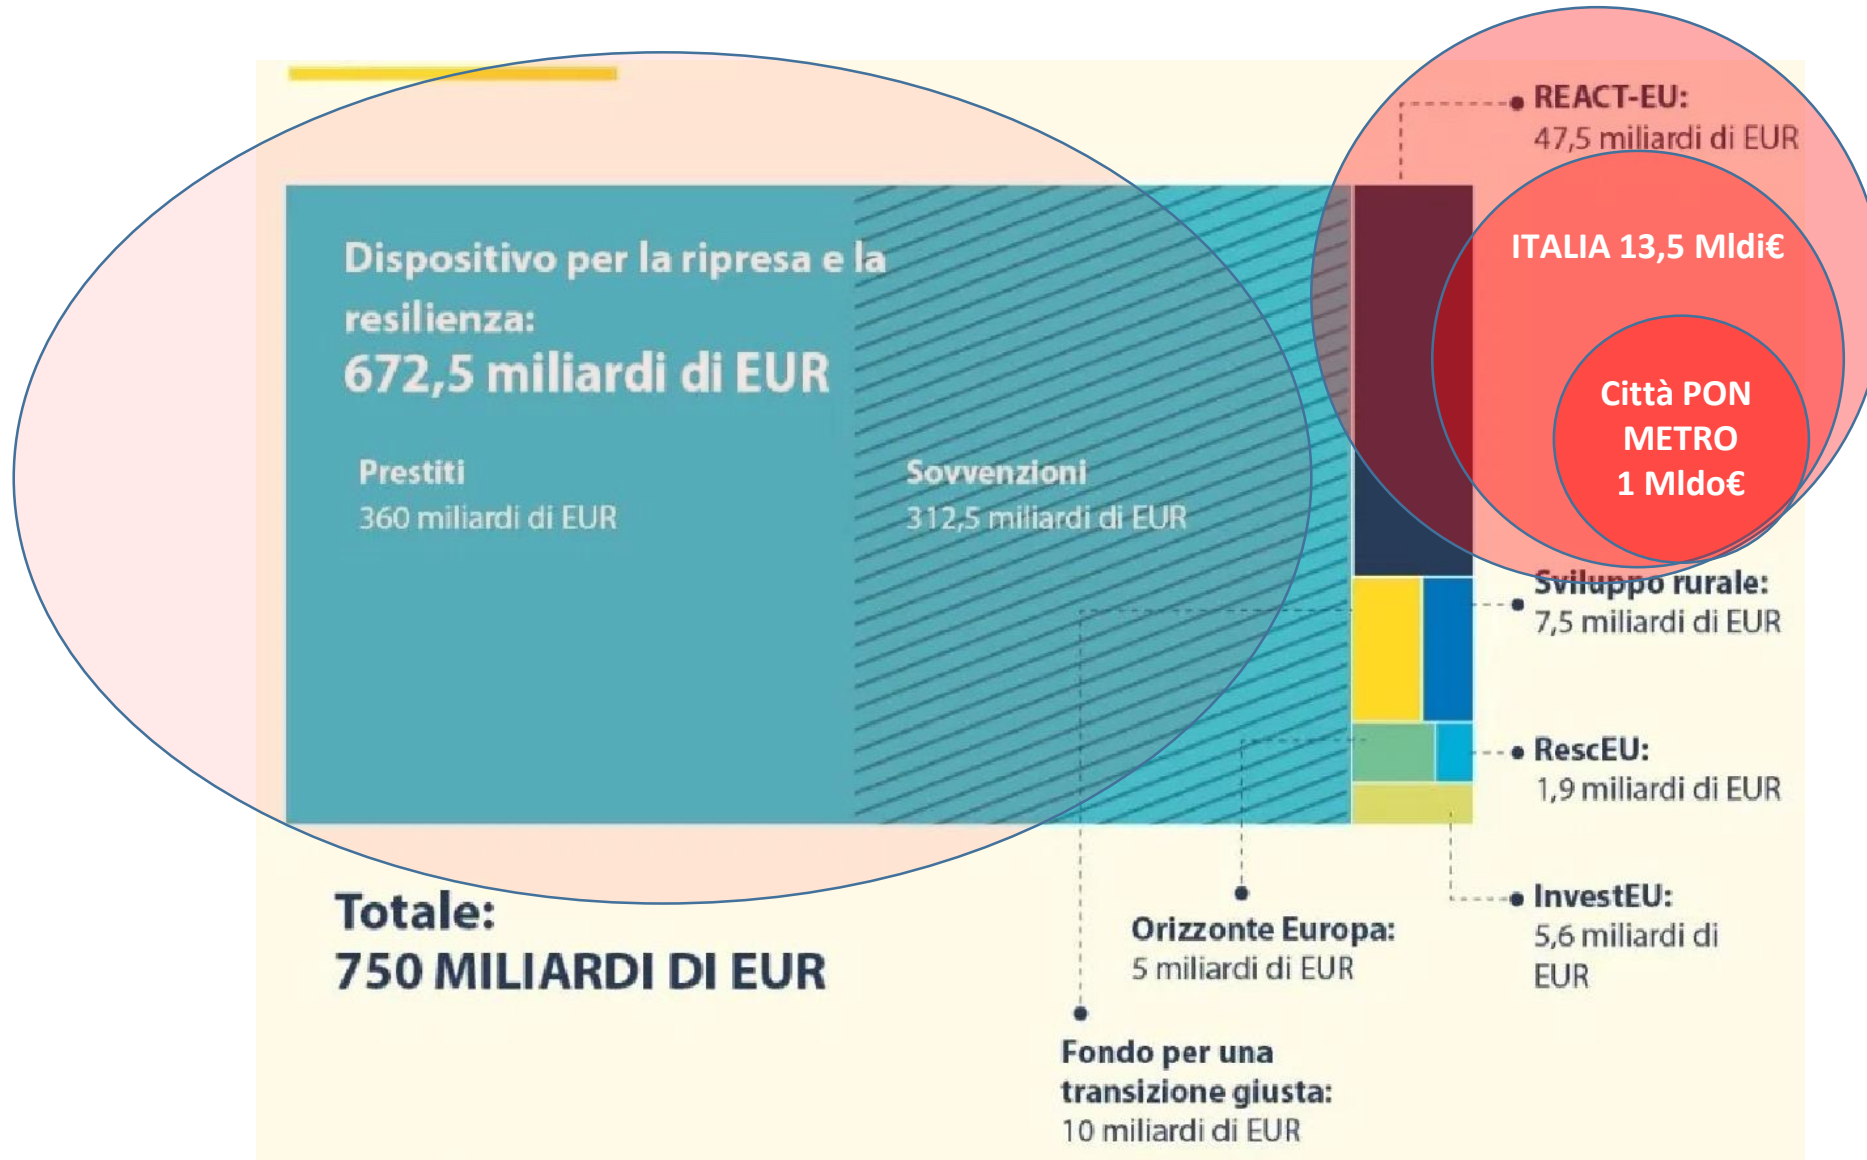 Dispositivo per la ripresa e la
resilienza:
672,5 miliardi di EUR
Prestiti
360 miliardi di EUR
Sovvenzioni
312,5 miliardi di EUR
REACT-EU:
47,5 miliardi di EUR
ITALIA 13,5 Mldi€
Città PON
METRO
1 Mldo€
Sviluppo rurale:
7,5 miliardi di EUR
RescEU:
1,9 miliardi di EUR
InvestEU:
5,6 miliardi di
EUR
Orizzonte Europa:
5 miliardi di EUR
Fondo per una
transizione giusta:
10 miliardi di EUR
Totale:
750 MILIARDI DI EUR